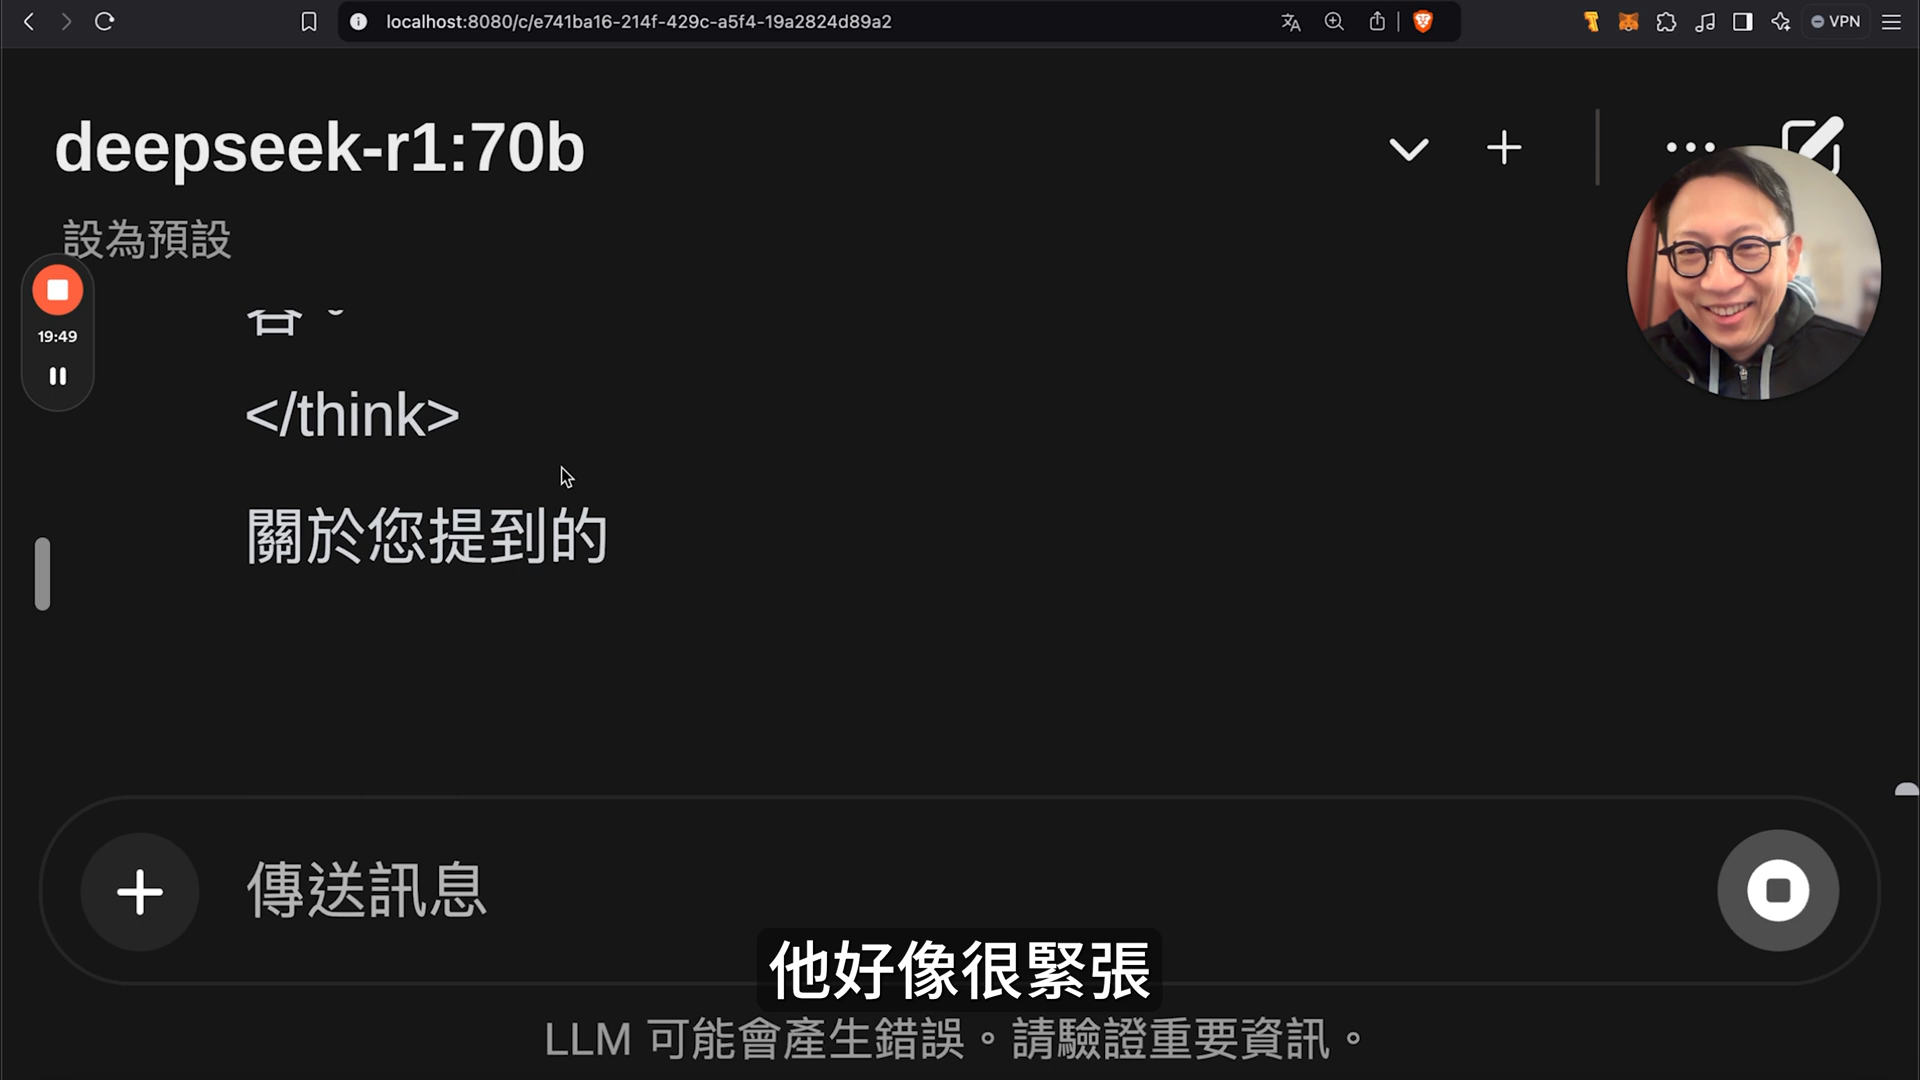 localhost:8080/c/e741ba16-214f-429c-a5f4-19a2824d89a2
VPN
deepseek-r1:70b
設為預設
19:49
</think>
關於您提到的
傳送訊息
他好像很緊張
LLM 可能會產生錯誤。請驗證重要資訊。